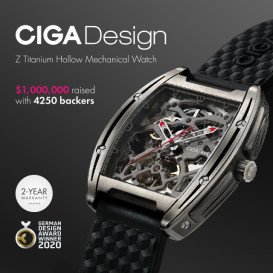 CIGA Design
Z Titanium Hollow Mechanical Watch
$1,000,000 raised
with 4250 backers
2-YEAR
WARRANTY
GERMAN
DESIGN
AWARD
WINNER
2020
CIGA